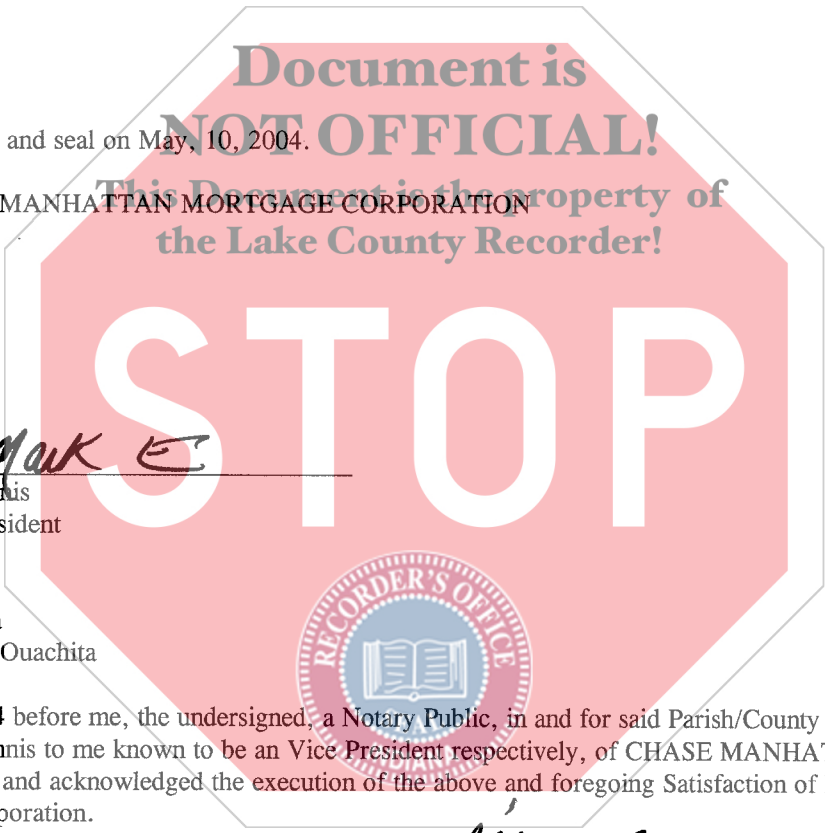 Document is
and seal on May, 10, 2004.
NOT OFFICIAL!
MANHATTAN MORTGAGE CORPORATION
This Document is the property of
the Lake County Recorder!
STOP
Mark E
nis
sident
RECORDER'S OFFICE
Ouachita
4 before me, the undersigned, a Notary Public, in and for said Parish/County
nnis to me known to be an Vice President respectively, of CHASE MANHAT
and acknowledged the execution of the above and foregoing Satisfaction of
poration.